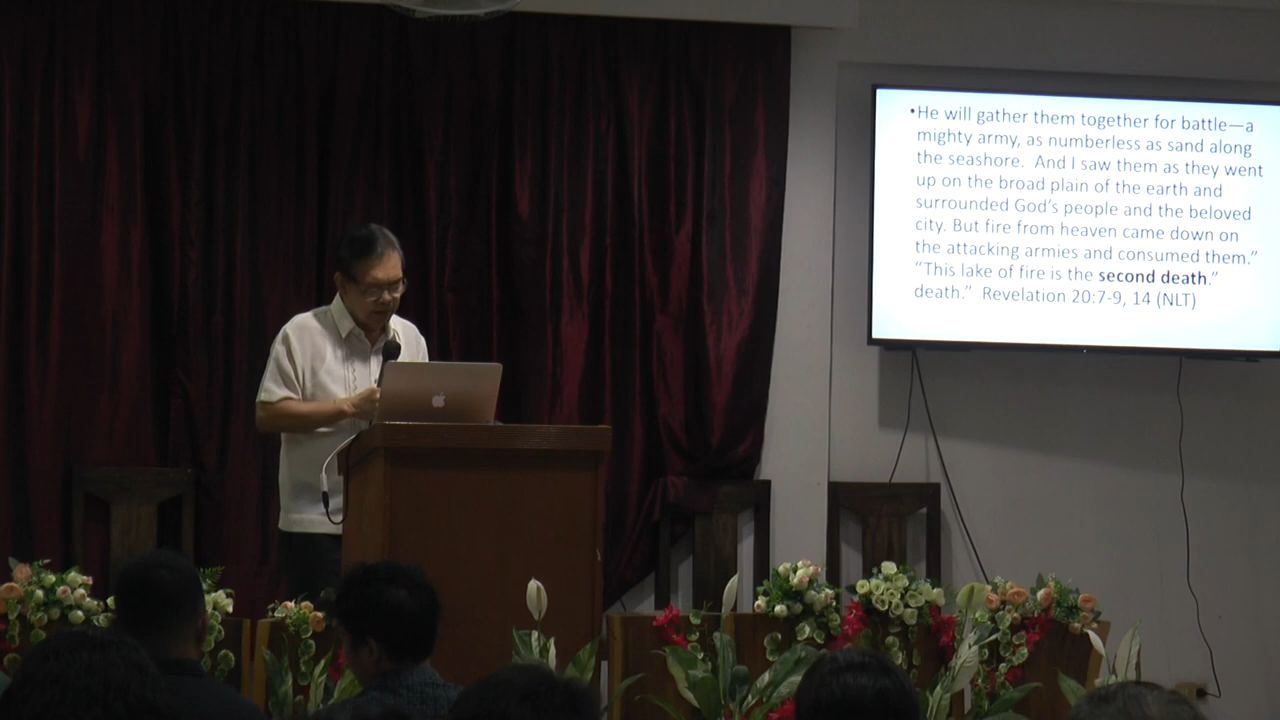 •He will gather them together for battle—a
mighty army, as numberless as sand along
the seashore.  And I saw them as they went
up on the broad plain of the earth and
surrounded God's people and the beloved
city. But fire from heaven came down on
the attacking armies and consumed them.”
“This lake of fire is the second death.”
death.”  Revelation 20:7-9, 14 (NLT)